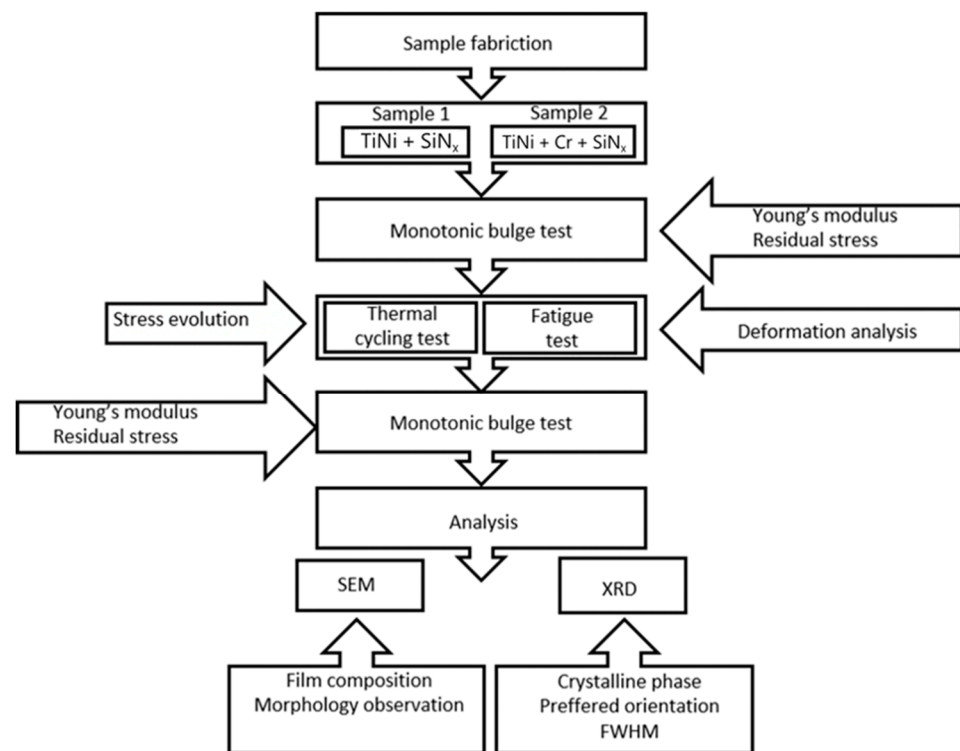 Sample fabriction
Sample 1
Sample 2
TiNi + SiNₓ
TiNi + Cr + SiNₓ
Monotonic bulge test
Young's modulus
Residual stress
Stress evolution
Thermal
cycling test
Fatigue
test
Deformation analysis
Young's modulus
Residual stress
Monotonic bulge test
Analysis
SEM
XRD
Film composition
Morphology observation
Crystalline phase
Preffered orientation
FWHM